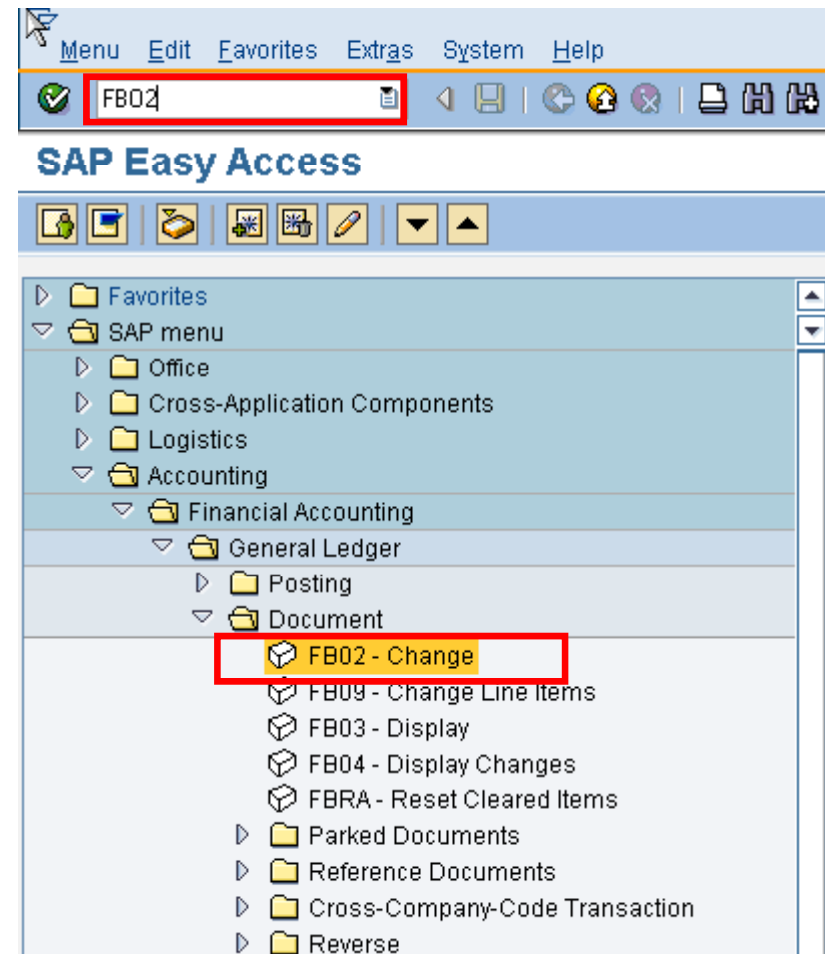 Menu Edit Favorites Extras System Help
FB02
SAP Easy Access
Favorites
SAP menu
Office
Cross-Application Components
Logistics
Accounting
Financial Accounting
General Ledger
Posting
Document
FB02 - Change
FB09 - Change Line Items
FB03 - Display
FB04 - Display Changes
FBRA - Reset Cleared Items
Parked Documents
Reference Documents
Cross-Company-Code Transaction
Reverse